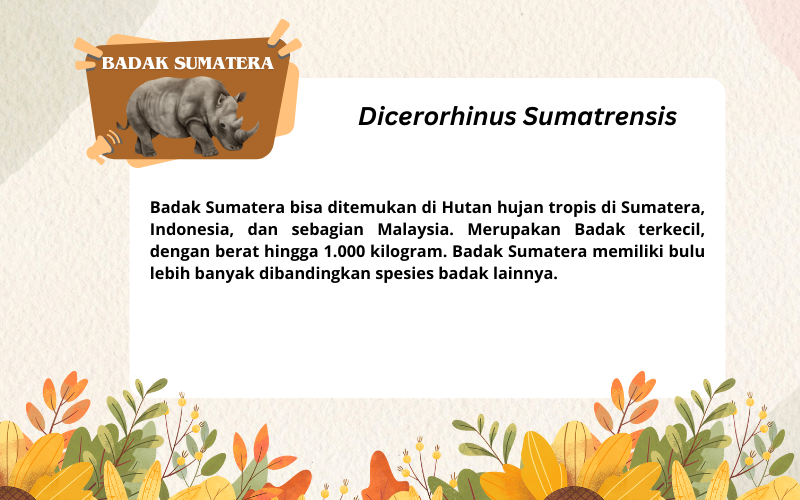 BADAK SUMATERA
Dicerorhinus Sumatrensis
Badak Sumatera bisa ditemukan di Hutan hujan tropis di Sumatera,
Indonesia, dan sebagian Malaysia. Merupakan Badak terkecil,
dengan berat hingga 1.000 kilogram. Badak Sumatera memiliki bulu
lebih banyak dibandingkan spesies badak lainnya.